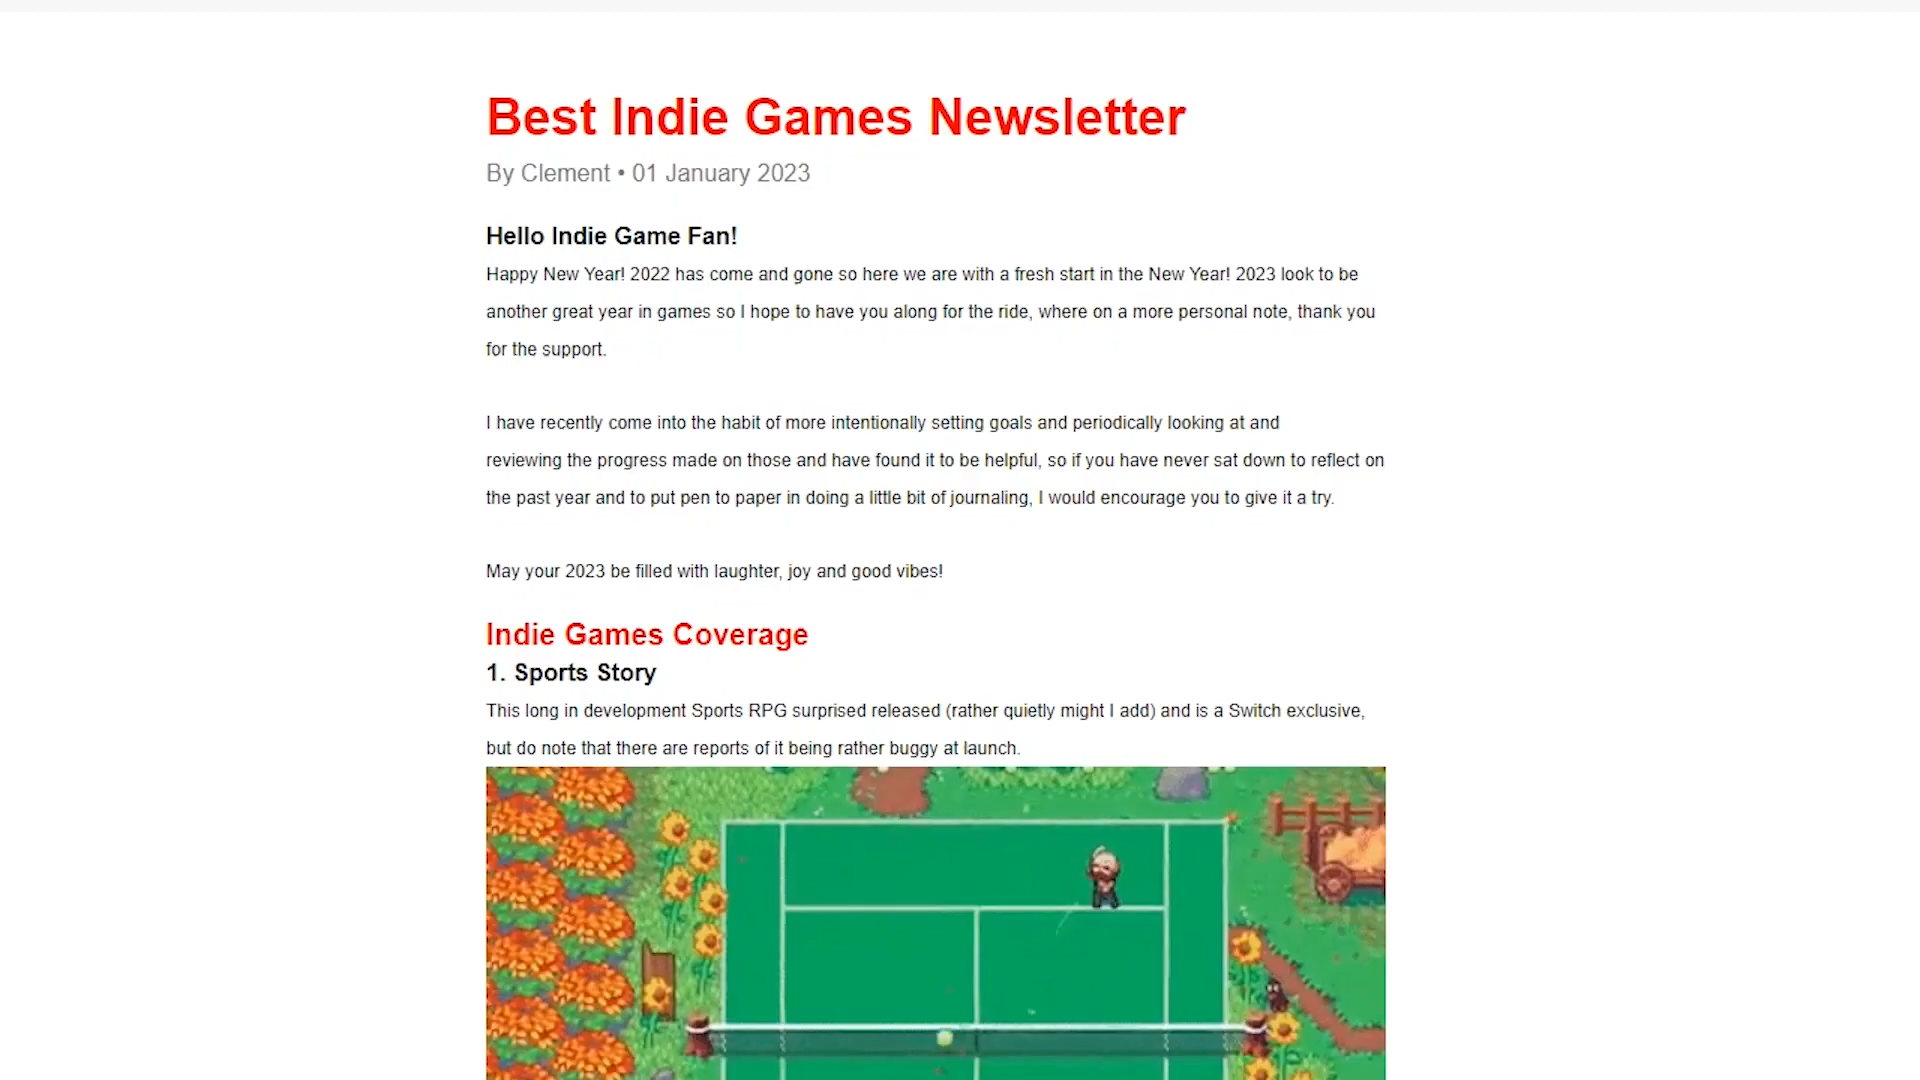 Best Indie Games Newsletter
By Clement • 01 January 2023
Hello Indie Game Fan!
Happy New Year! 2022 has come and gone so here we are with a fresh start in the New Year! 2023 look to be
another great year in games so I hope to have you along for the ride, where on a more personal note, thank you
for the support.
I have recently come into the habit of more intentionally setting goals and periodically looking at and
reviewing the progress made on those and have found it to be helpful, so if you have never sat down to reflect on
the past year and to put pen to paper in doing a little bit of journaling, I would encourage you to give it a try.
May your 2023 be filled with laughter, joy and good vibes!
Indie Games Coverage
1. Sports Story
This long in development Sports RPG surprised released (rather quietly might I add) and is a Switch exclusive,
but do note that there are reports of it being rather buggy at launch.